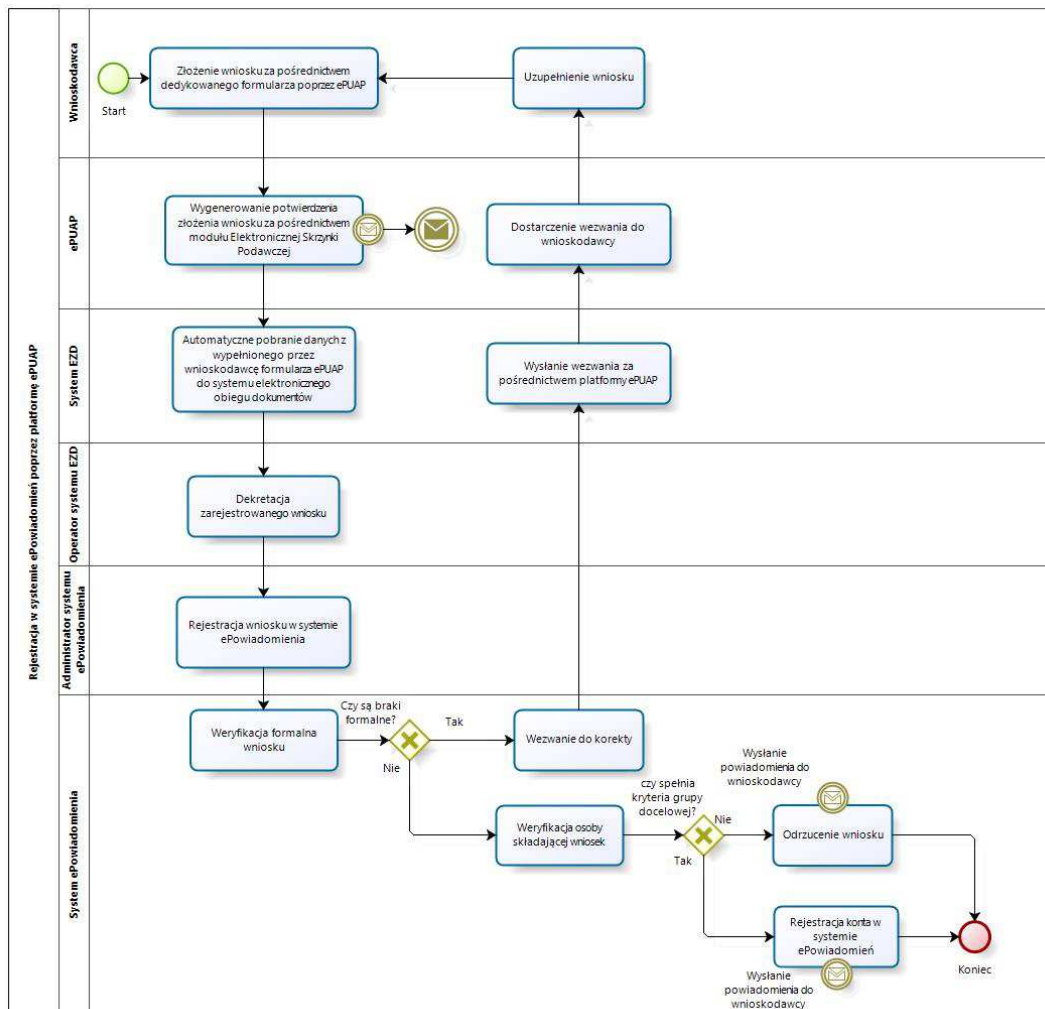 Rejestracja w systemie ePowiadomień poprzez platformę ePUAP
Wnioskodawca
Start
Złożenie wniosku za pośrednictwem
dedykowanego formularza poprzez ePUAP
Uzupełnienie wniosku
ePUAP
Wygenerowanie potwierdzenia
złożenia wniosku za pośrednictwem
modułu Elektronicznej Skrzynki
Podawczej
Dostarczenie wezwania do
wnioskodawcy
System EZD
Automatyczne pobranie danych z
wypełnionego przez
wnioskodawcę formularza ePUAP
do systemu elektronicznego
obiegu dokumentów
Wysłanie wezwania za
pośrednictwem platformy ePUAP
Operator systemu EZD
Dekretacja
zarejestrowanego wniosku
Administrator systemu
ePowiadomienia
Rejestracja wniosku w systemie
ePowiadomienia
System ePowiadomienia
Weryfikacja formalna
wniosku
Czy są braki
formalne?
Tak
Nie
Wezwanie do korekty
Weryfikacja osoby
składającej wniosek
czy spełnia
kryteria grupy
docelowej?
Nie
Tak
Wysłanie
powiadomienia do
wnioskodawcy
Odrzucenie wniosku
Rejestracja konta w
systemie
ePowiadomień
Wysłanie
powiadomienia do
wnioskodawcy
Koniec